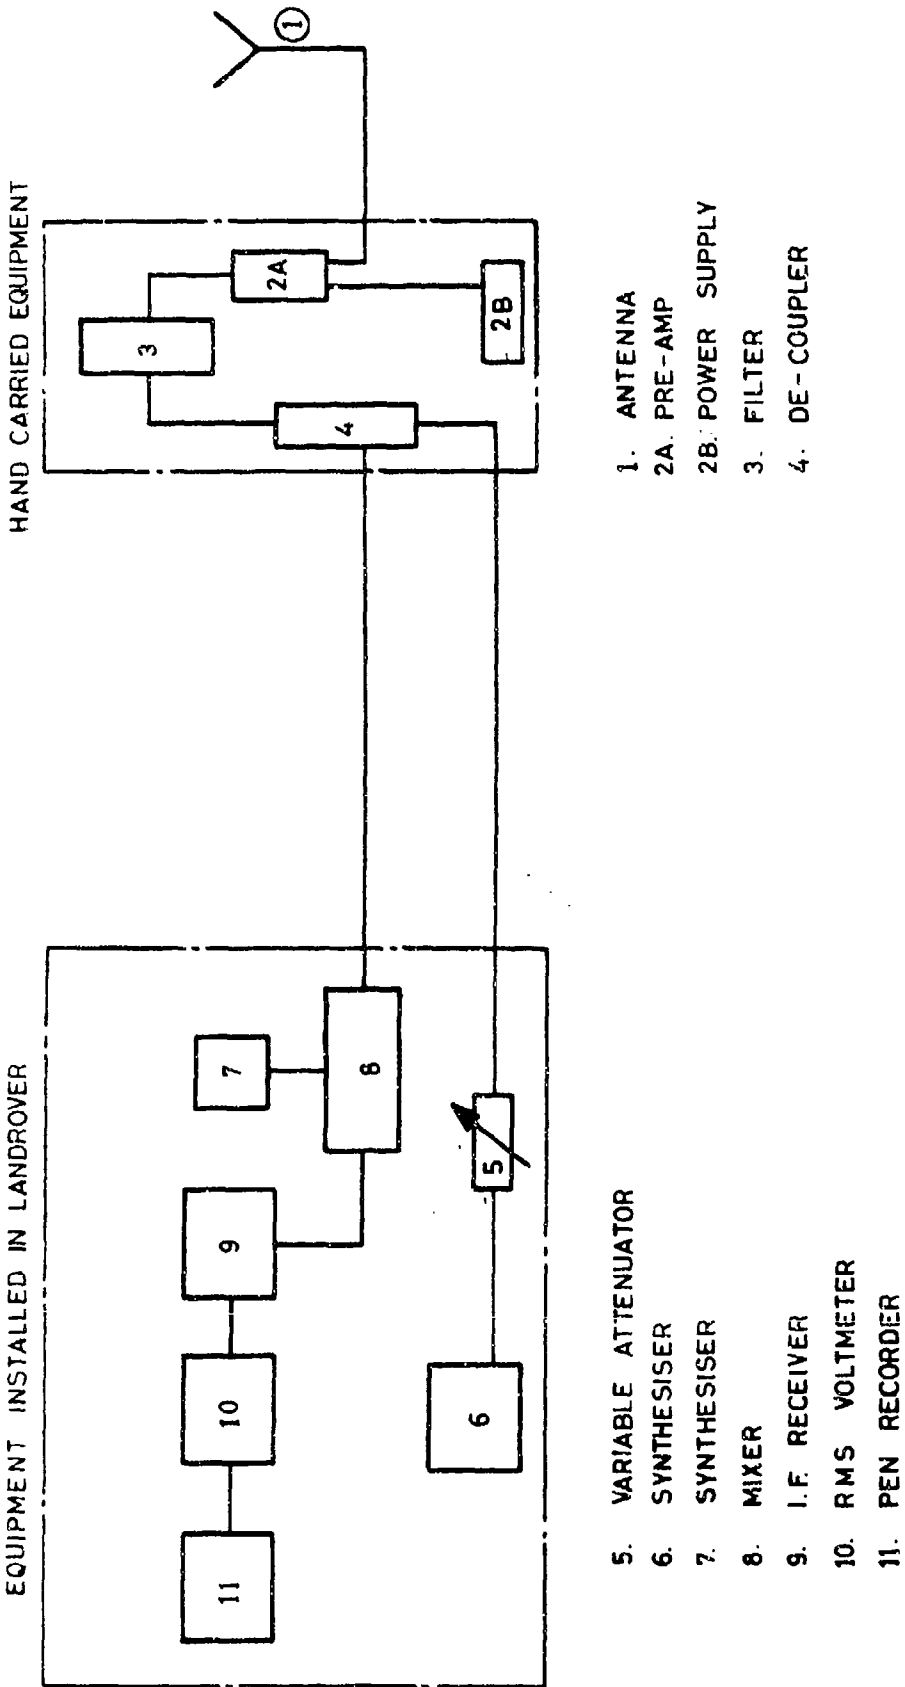 EQUIPMENT INSTALLED IN LANDROVER
HAND CARRIED EQUIPMENT
11
10
9
7
8
6
5
3
4
2A
2B
1
5. VARIABLE ATTENUATOR
6. SYNTHESISER
7. SYNTHESISER
8. MIXER
9. I.F. RECEIVER
10. RMS VOLTMETER
11. PEN RECORDER
1. ANTENNA
2A. PRE-AMP
2B. POWER SUPPLY
3. FILTER
4. DE-COUPLER